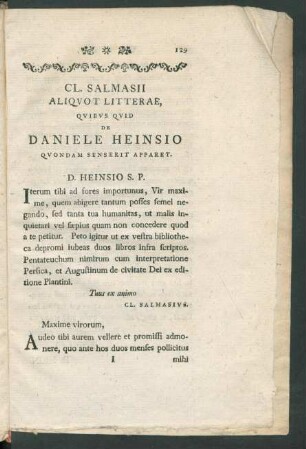 129
CL. SALMASII
ALIQVOT LITTERAE,
QVIBVS QVID
DE
DANIELE HEINSIO
QVONDAM SENSERIT APPARET.
D. HEINSIO S. P.
Iterum tibi ad fores importunus, Vir maxi-
me, quem abigere tantum posses semel ne-
gando, sed tanta tua humanitas, ut malis in-
quietari vel sæpius quam non concedere quod
a te petitur. Peto igitur ut ex vestra bibliothe-
ca depromi iubeas duos libros infra scriptos.
Pentateuchum nimirum cum interpretatione
Persica, et Augustinum de civitate Dei ex edi-
tione Plantini.
Tuus ex animo
CL. SALMASIVS.
Maxime virorum,
Audeo tibi aurem vellere et promissi admo-
nere, quo ante hos duos menses pollicitus
I mihi